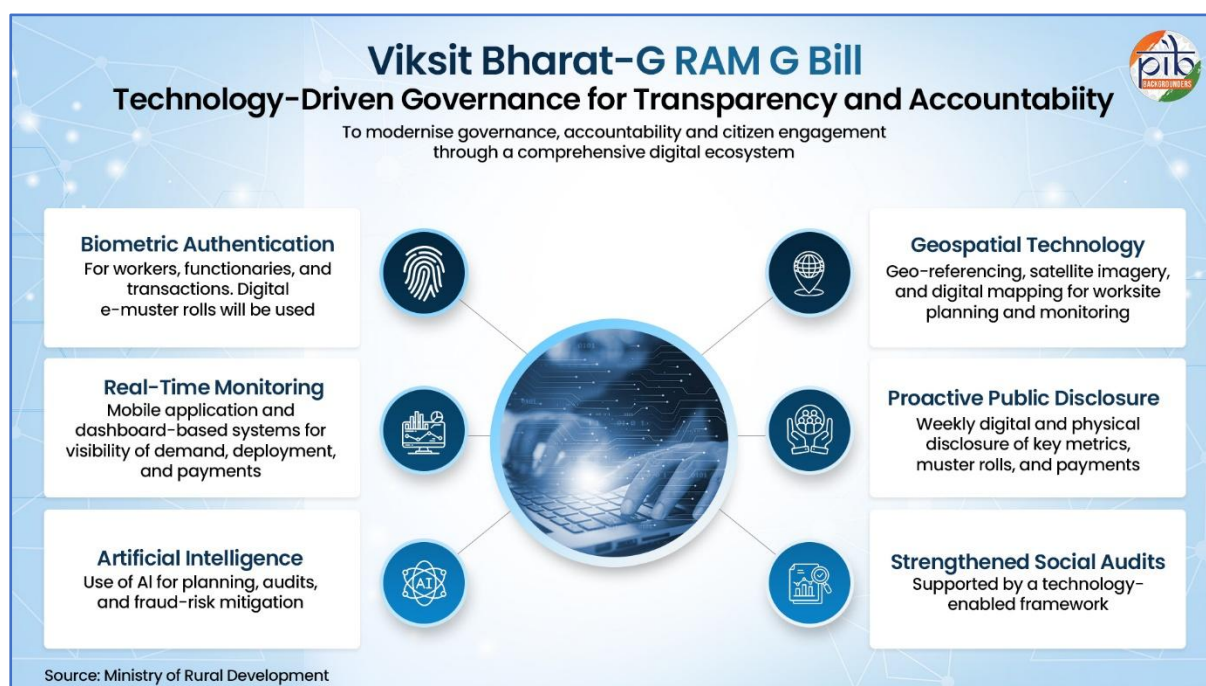 Viksit Bharat-G RAM G Bill
Technology-Driven Governance for Transparency and Accountabiity
To modernise governance, accountability and citizen engagement
through a comprehensive digital ecosystem
pib
BACKGROUNDERS
Biometric Authentication
For workers, functionaries, and
transactions. Digital
e-muster rolls will be used
Real-Time Monitoring
Mobile application and
dashboard-based systems for
visibility of demand, deployment,
and payments
Artificial Intelligence
Use of AI for planning, audits,
and fraud-risk mitigation
AI
Geospatial Technology
Geo-referencing, satellite imagery,
and digital mapping for worksite
planning and monitoring
Proactive Public Disclosure
Weekly digital and physical
disclosure of key metrics,
muster rolls, and payments
Strengthened Social Audits
Supported by a technology-
enabled framework
Source: Ministry of Rural Development